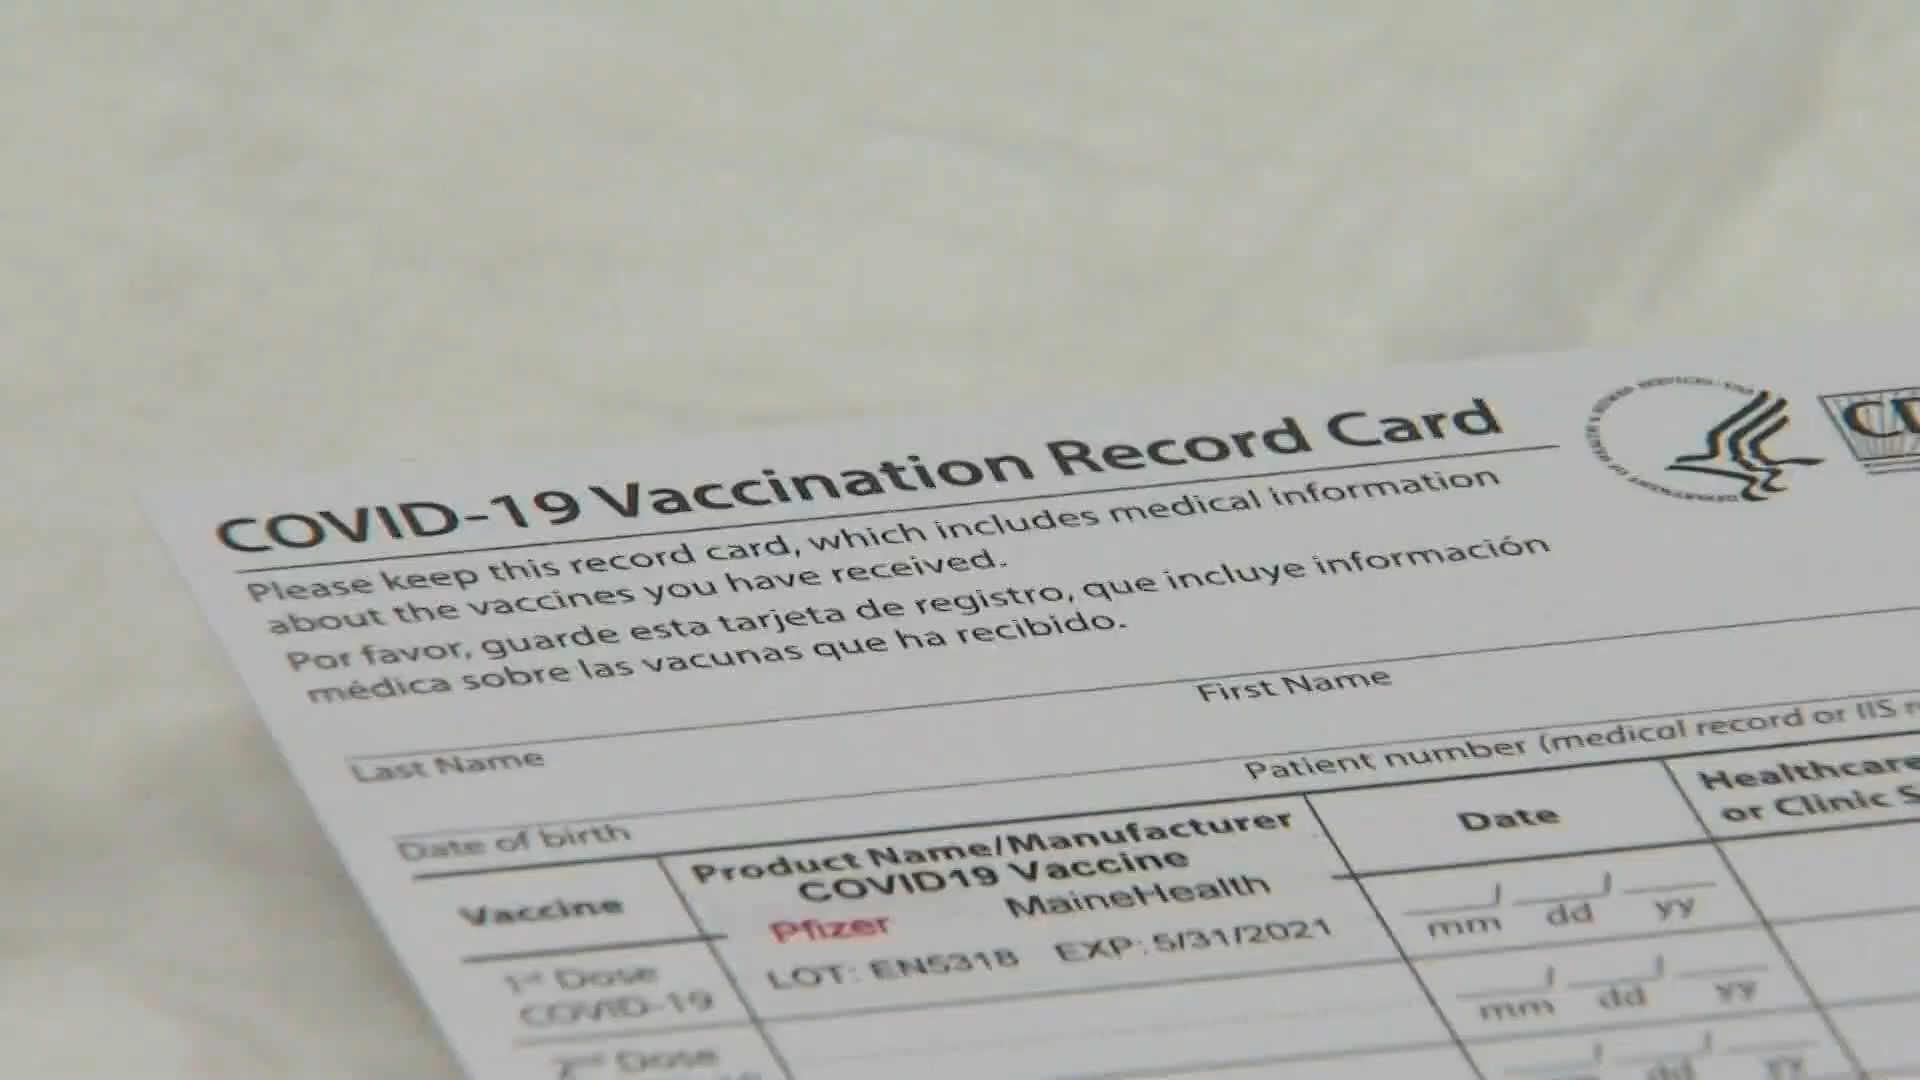 COVID-19 Vaccination Record Card
Please keep this record card, which includes medical information
about the vaccines you have received.
Por favor, guarde esta tarjeta de registro, que incluye información
médica sobre las vacunas que ha recibido.
Last Name
First Name
Date of birth
Patient number (medical record or IIS
Vaccine
Product Name/Manufacturer
Date
Healthcare
or Clinic
COVID19 Vaccine
Pfizer MaineHealth
LOT: EN5318 EXP: 5/31/2021
1st Dose
COVID-19
mm dd yy
2nd Dose
mm dd yy
dd yy